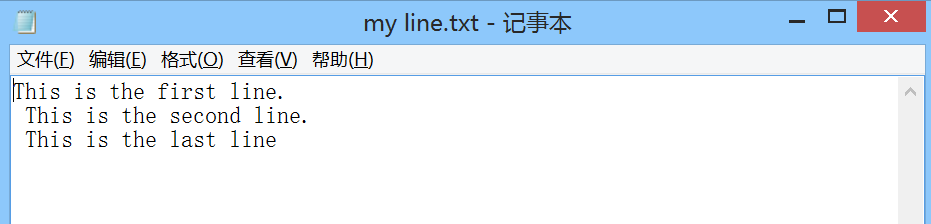 my line.txt - 记事本
文件(F) 编辑(E) 格式(O) 查看(V) 帮助(H)
This is the first line.
 This is the second line.
 This is the last line